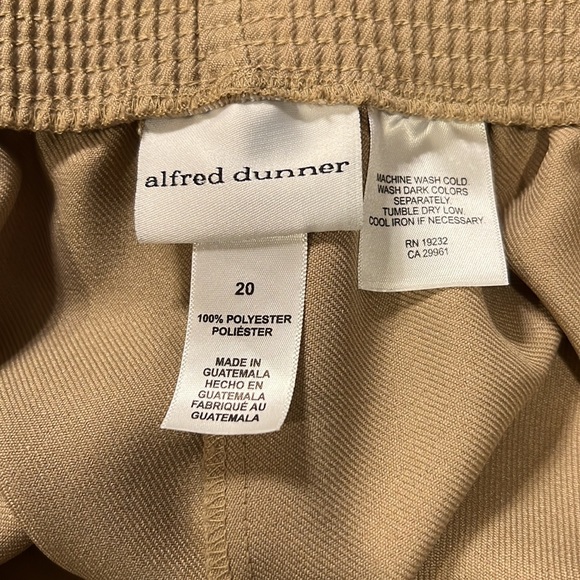 alfred dunner
20
100% POLYESTER
POLIÉSTER
MADE IN
GUATEMALA
HECHO EN
GUATEMALA
FABRIQUÉ AU
GUATEMALA
MACHINE WASH COLD.
WASH DARK COLORS
SEPARATELY.
TUMBLE DRY LOW.
COOL IRON IF NECESSARY.
RN 19232
CA 29961